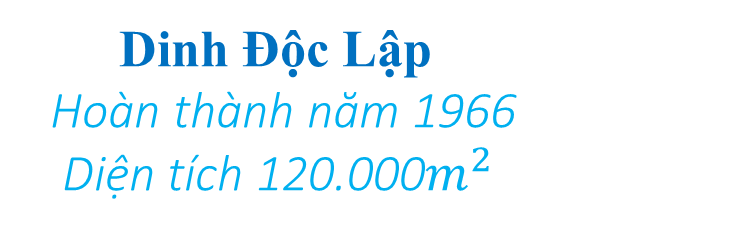 Dinh Độc Lập
Hoàn thành năm 1966
Diện tích 120.000m²